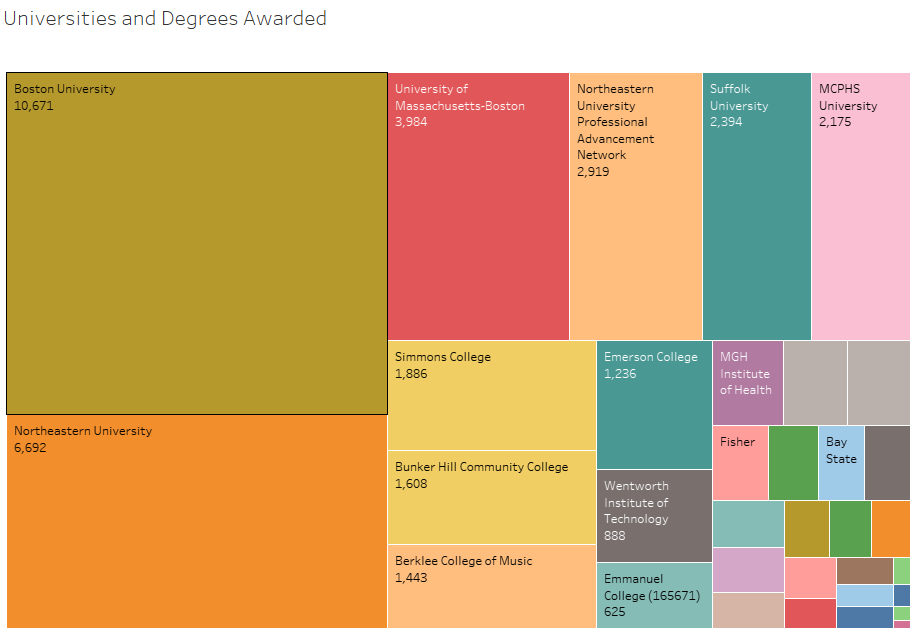 Universities and Degrees Awarded
Boston University
10,671
University of
Massachusetts-Boston
3,984
Northeastern
University
Professional
Advancement
Network
2,919
Suffolk
University
2,394
MCPHS
University
2,175
Simmons College
1,886
Emerson College
1,236
MGH
Institute
of Health
Northeastern University
6,692
Fisher
Bay
State
Bunker Hill Community College
1,608
Wentworth
Institute of
Technology
888
Berklee College of Music
1,443
Emmanuel
College (165671)
625